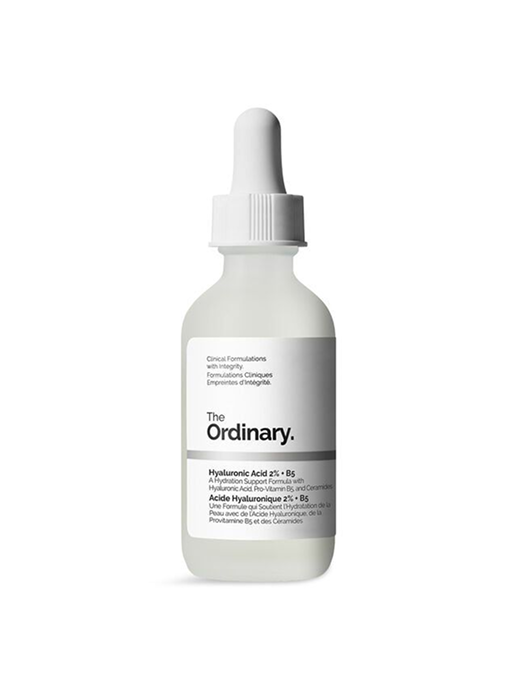 Clinical Formulations
with Integrity.
Formulations Cliniques
Empreintes d'Intégrité.
The
Ordinary.
Hyaluronic Acid 2% + B5
A Hydration Support Formula with
Hyaluronic Acid, Pro-Vitamin B5, and Ceramides
Acide Hyaluronique 2% + B5
Une Formule qui Soutient l'Hydratation de la
Peau avec de l'Acide Hyaluronique, de la
Provitamine B5 et des Céramides